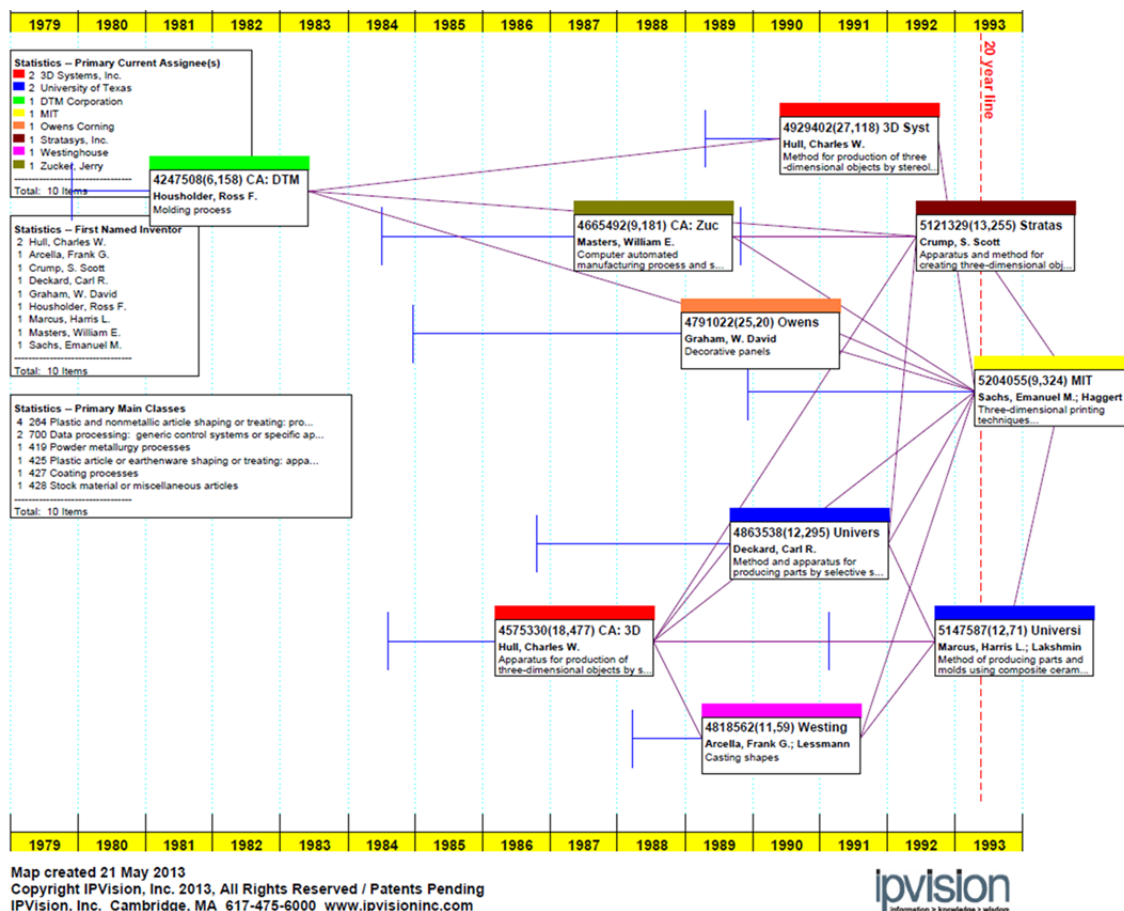 1979 1980 1981 1982 1983 1984 1985 1986 1987 1988 1989 1990 1991 1992 1993
20 year line
Statistics -- Primary Current Assignee(s)
2 3D Systems, Inc.
2 University of Texas
1 DTM Corporation
1 MIT
1 Owens Corning
1 Stratasys, Inc.
1 Westinghouse
1 Zucker, Jerry
--------------------------------
Total: 10 Items
Statistics -- First Named Inventor
2 Hull, Charles W.
1 Arcella, Frank G.
1 Crump, S. Scott
1 Deckard, Carl R.
1 Graham, W. David
1 Housholder, Ross F.
1 Marcus, Harris L.
1 Masters, William E.
1 Sachs, Emanuel M.
--------------------------------
Total: 10 Items
Statistics -- Primary Main Classes
4 264 Plastic and nonmetallic article shaping or treating: pro...
2 700 Data processing: generic control systems or specific ap...
1 419 Powder metallurgy processes
1 425 Plastic article or earthenware shaping or treating: appa...
1 427 Coating processes
1 428 Stock material or miscellaneous articles
--------------------------------
Total: 10 Items
4929402(27,118) 3D Syst
Hull, Charles W.
Method for production of three
-dimensional objects by stereol...
4247508(6,158) CA: DTM
Housholder, Ross F.
Molding process
4665492(9,181) CA: Zuc
Masters, William E.
Computer automated
manufacturing process and s...
5121329(13,255) Stratas
Crump, S. Scott
Apparatus and method for
creating three-dimensional obj...
4791022(25,20) Owens
Graham, W. David
Decorative panels
5204055(9,324) MIT
Sachs, Emanuel M.; Haggert
Three-dimensional printing
techniques...
4863538(12,295) Univers
Deckard, Carl R.
Method and apparatus for
producing parts by selective s...
4575330(18,477) CA: 3D
Hull, Charles W.
Apparatus for production of
three-dimensional objects by s...
5147587(12,71) Universi
Marcus, Harris L.; Lakshmin
Method of producing parts and
molds using composite ceram...
4818562(11,59) Westing
Arcella, Frank G.; Lessmann
Casting shapes
1979 1980 1981 1982 1983 1984 1985 1986 1987 1988 1989 1990 1991 1992 1993
Map created 21 May 2013
Copyright IPVision, Inc. 2013, All Rights Reserved / Patents Pending
IPVision, Inc. Cambridge, MA 617-475-6000 www.ipvisioninc.com
ipvision
information > knowledge > wisdom